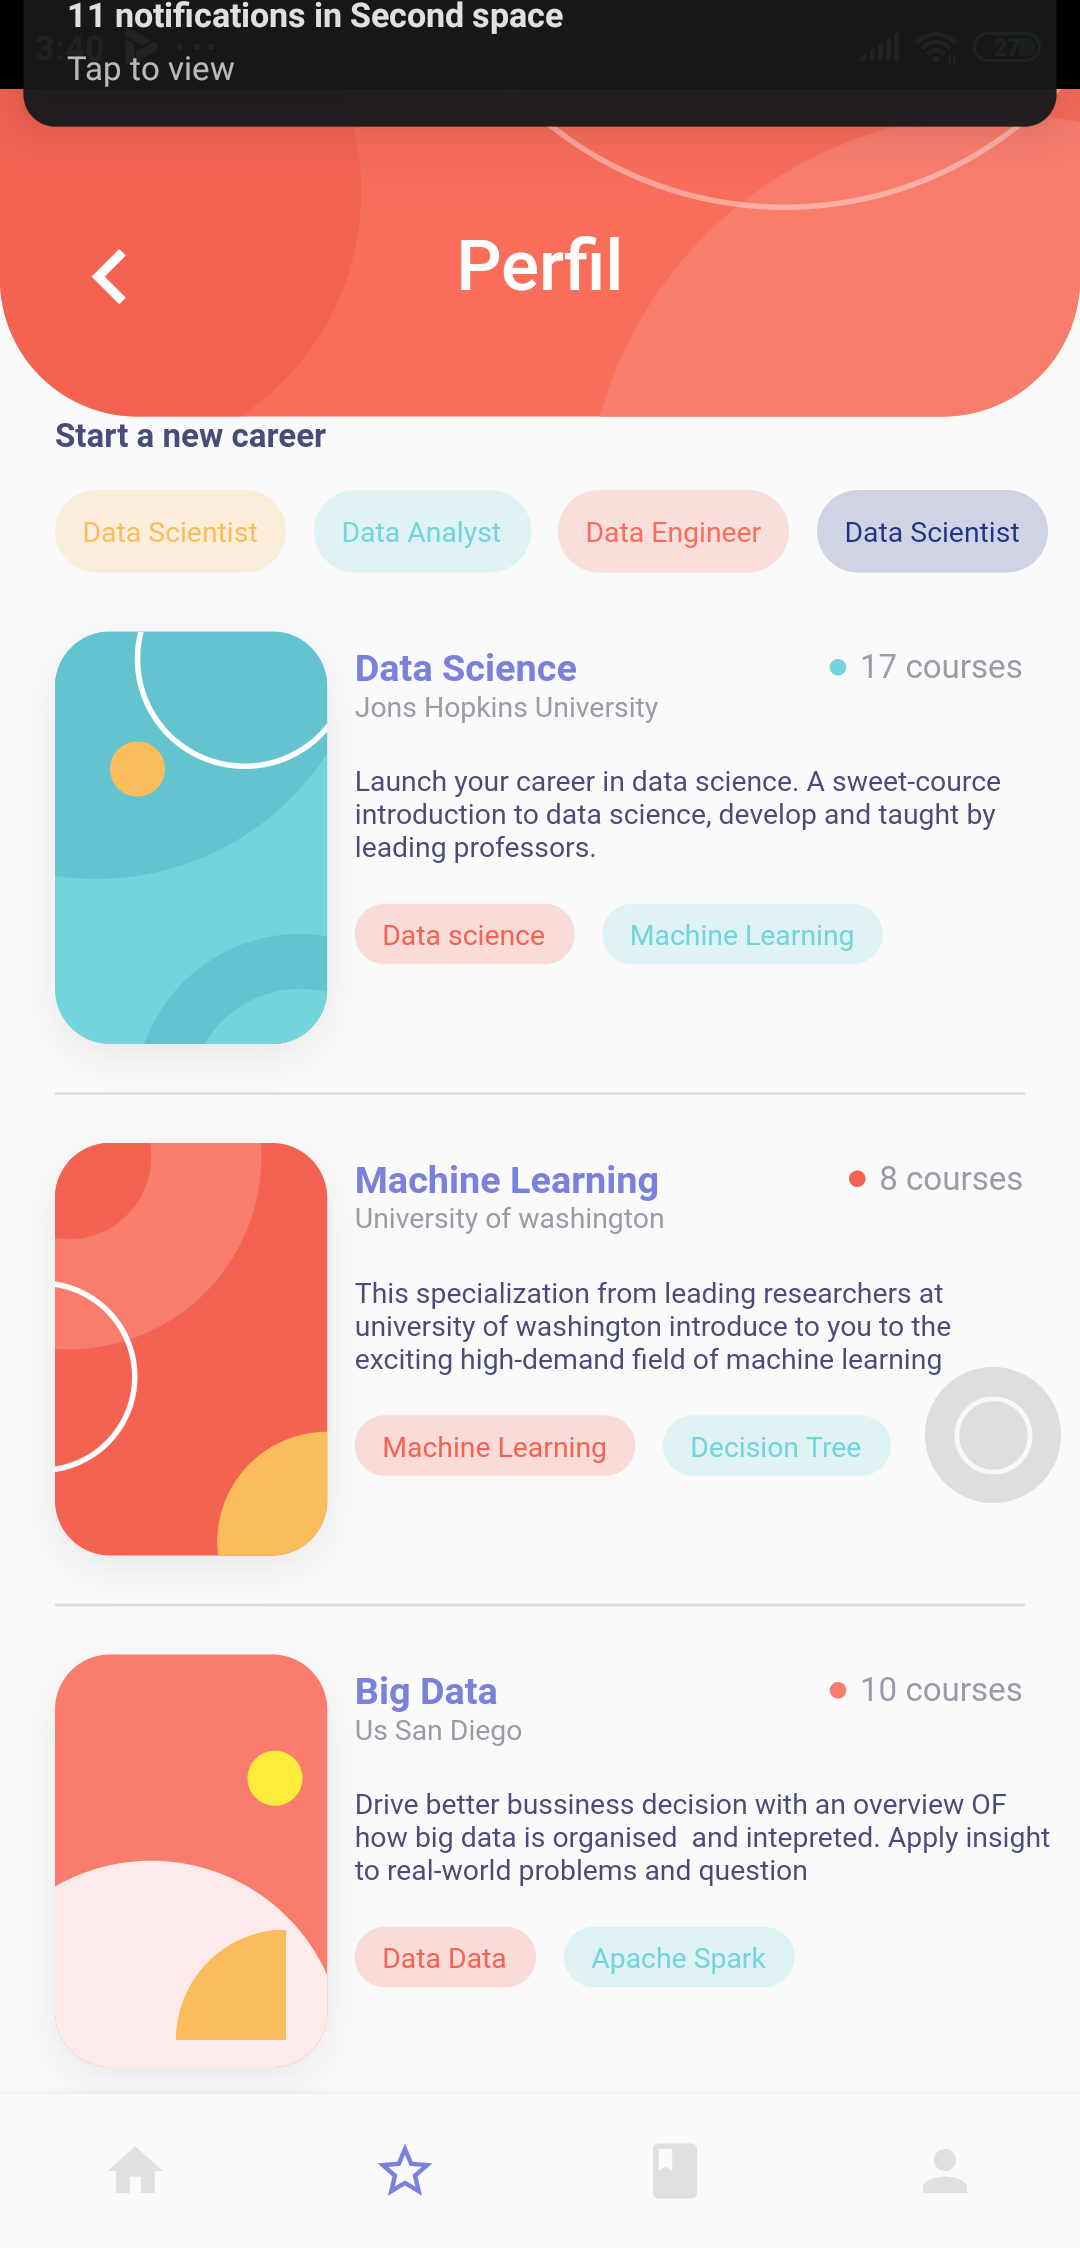 11 notifications in Second space
3:40
27
Tap to view
Perfil
Start a new career
Data Scientist
Data Analyst
Data Engineer
Data Scientist
Data Science
17 courses
Jons Hopkins University
Launch your career in data science. A sweet-cource
introduction to data science, develop and taught by
leading professors.
Data science
Machine Learning
Machine Learning
8 courses
University of washington
This specialization from leading researchers at
university of washington introduce to you to the
exciting high-demand field of machine learning
Machine Learning
Decision Tree
Big Data
10 courses
Us San Diego
Drive better bussiness decision with an overview OF
how big data is organised  and intepreted. Apply insight
to real-world problems and question
Data Data
Apache Spark